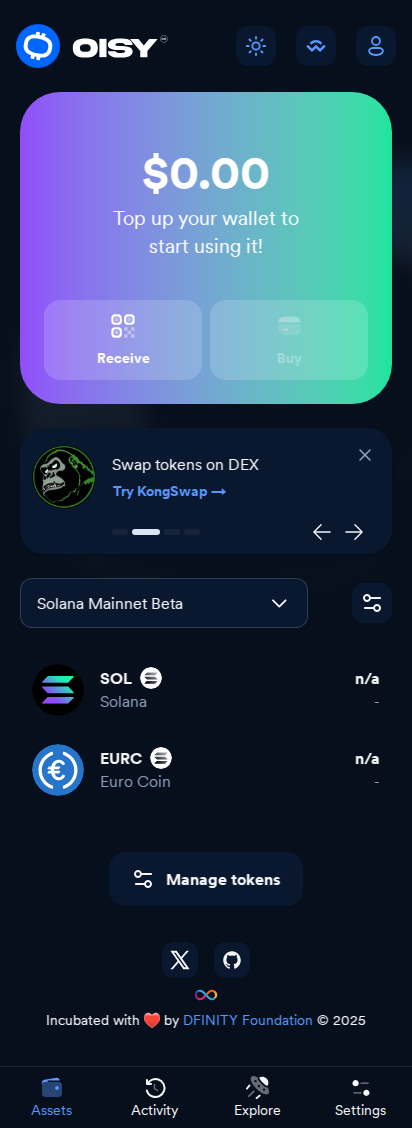 OISY
$0.00
Top up your wallet to
start using it!
Receive
Buy
Swap tokens on DEX
Try KongSwap →
Solana Mainnet Beta
SOL
n/a
Solana
-
EURC
n/a
Euro Coin
-
Manage tokens
Incubated with ❤️ by DFINITY Foundation © 2025
Assets
Activity
Explore
Settings